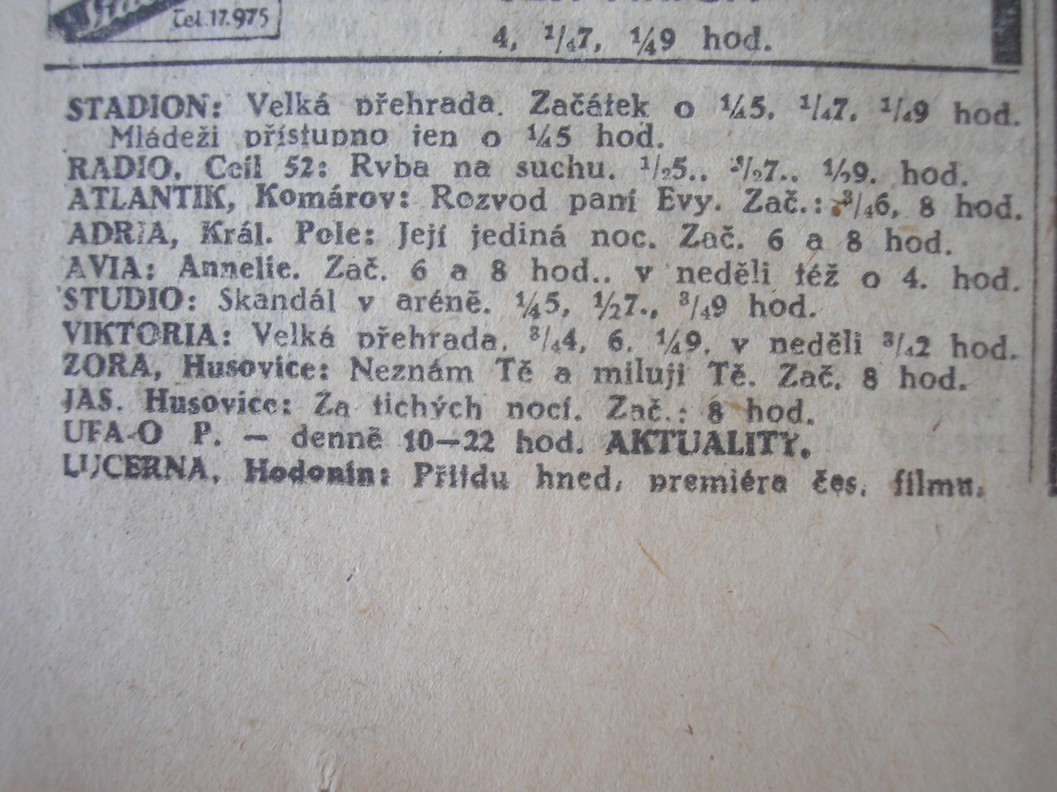 tel.17.975
4, 1/47, 1/49 hod.
STADION: Velká přehrada. Začátek o 1/45, 1/47, 1/49 hod.
Mládeži přístupno jen o 1/45 hod.
RADIO, Cejl 52: Ryba na suchu. 1/25., 1/27., 1/29. hod.
ATLANTIK, Komárov: Rozvod paní Evy. Zač.: 3/46, 8 hod.
ADRIA, Král. Pole: Její jediná noc. Zač. 6 a 8 hod.
AVIA: Annelie. Zač. 6 a 8 hod., v neděli též o 4. hod.
STUDIO: Skandál v aréně. 1/45, 1/27., 3/49 hod.
VIKTORIA: Velká přehrada. 3/44, 6, 1/49, v neděli 3/42 hod.
ZORA, Husovice: Neznám Tě a miluji Tě. Zač. 8 hod.
JAS, Husovice: Za tichých nocí. Zač.: 8 hod.
UFA-O P. — denně 10—22 hod. AKTUALITY.
LUCERNA, Hodonín: Přijdu hned, premiéra čes. filmu.